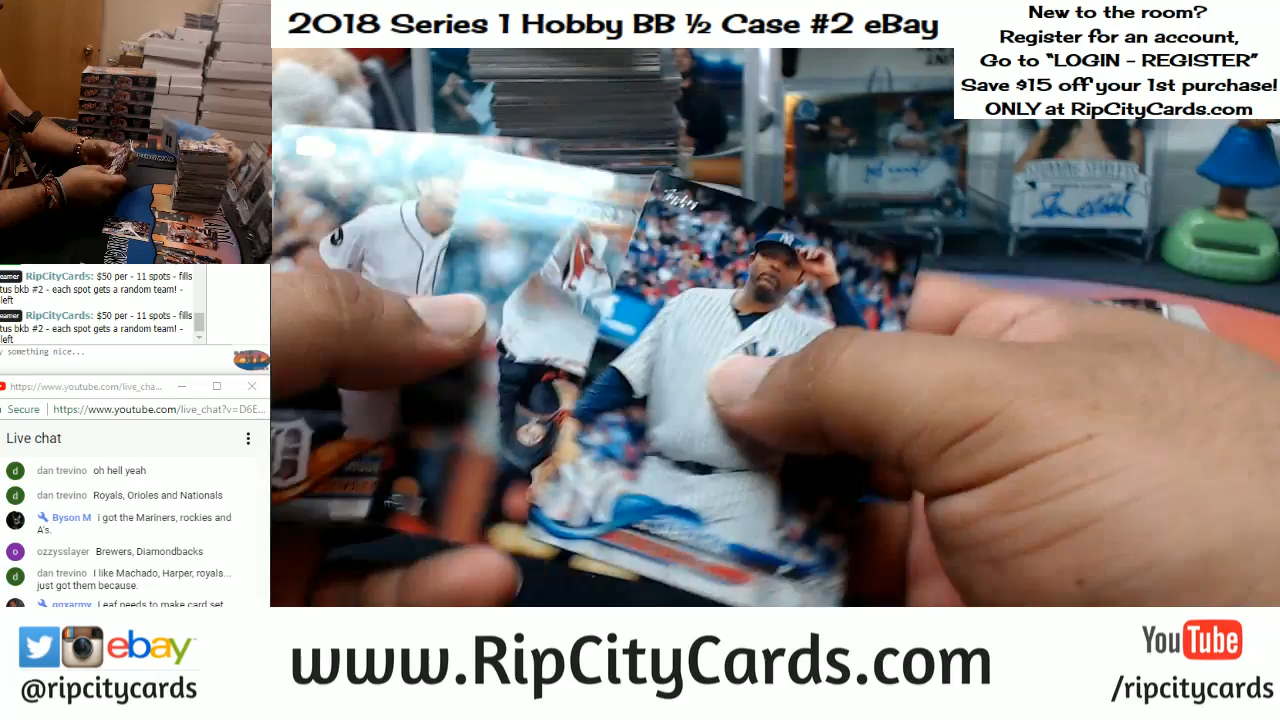 2018 Series 1 Hobby BB ½ Case #2 eBay
New to the room?
Register for an account,
Go to “LOGIN - REGISTER”
Save $15 off your 1st purchase!
ONLY at RipCityCards.com
RipCityCards: $50 per - 11 spots - fills
tus bkb #2 - each spot gets a random team! -
left
RipCityCards: $50 per - 11 spots - fills
tus bkb #2 - each spot gets a random team! -
left
y something nice...
https://www.youtube.com/live_cha...
Secure https://www.youtube.com/live_chat?v=D6E...
Live chat
dan trevino oh hell yeah
dan trevino Royals, Orioles and Nationals
Byson M i got the Mariners, rockies and
A's.
ozzysslayer Brewers, Diamondbacks
dan trevino I like Machado, Harper, royals...
just got them because.
Leaf needs to make card set
ebay
@ripcitycards
www.RipCityCards.com
YouTube
/ripcitycards